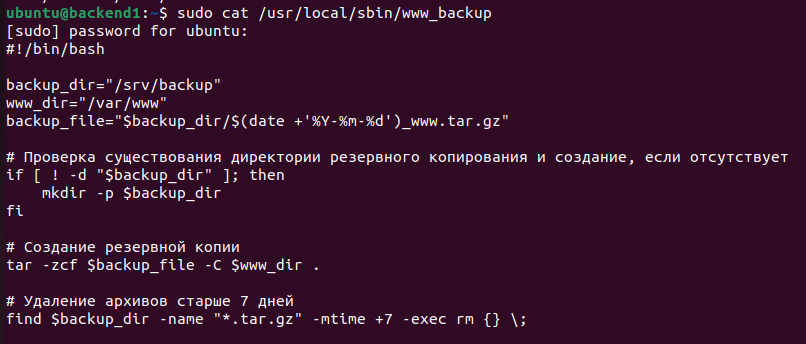 ubuntu@backend1:~$ sudo cat /usr/local/sbin/www_backup
[sudo] password for ubuntu:
#!/bin/bash
backup_dir="/srv/backup"
www_dir="/var/www"
backup_file="$backup_dir/$(date +'%Y-%m-%d')_www.tar.gz"
# Проверка существования директории резервного копирования и создание, если отсутствует
if [ ! -d "$backup_dir" ]; then
    mkdir -p $backup_dir
fi
# Создание резервной копии
tar -zcf $backup_file -C $www_dir .
# Удаление архивов старше 7 дней
find $backup_dir -name "*.tar.gz" -mtime +7 -exec rm {} \;